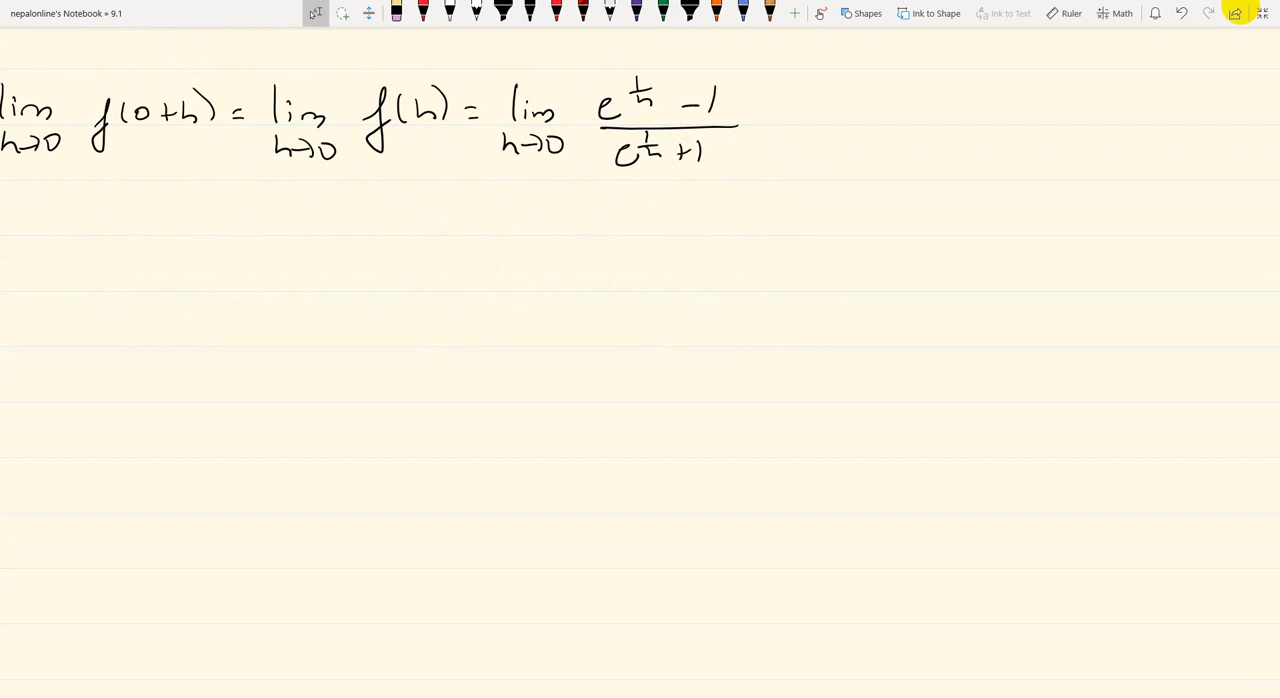 nepalonline's Notebook » 9.1 Shapes Ink to Shape Ink to Text Ruler Math
lim f(0+h) = lim f(h) = lim e^(1/h) - 1
h→0 h→0 h→0 e^(1/h) + 1